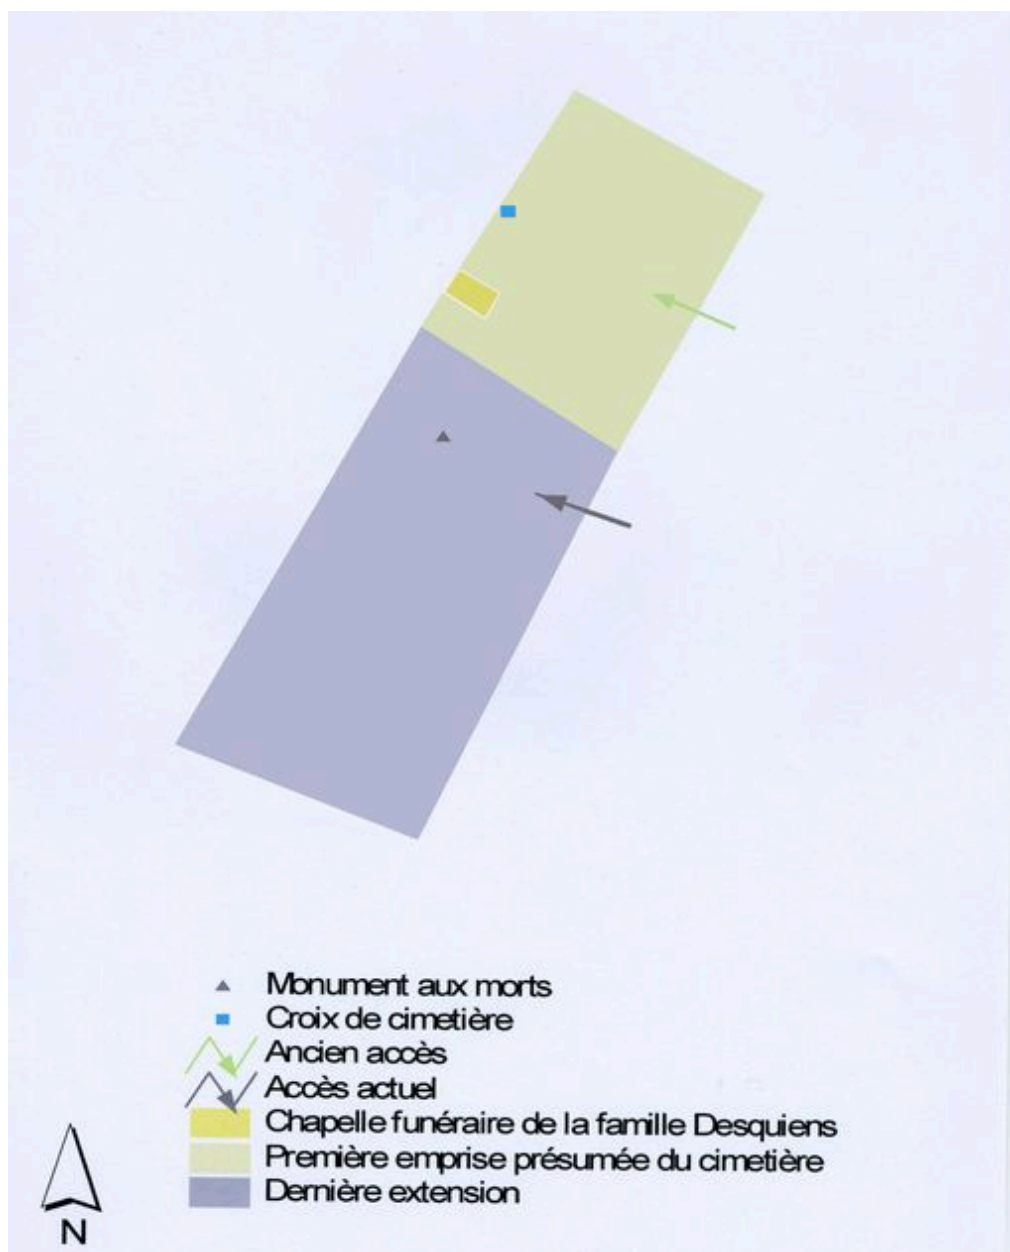 Monument aux morts
Croix de cimetière
Ancien accès
Accès actuel
Chapelle funéraire de la famille Desquiens
Première emprise présumée du cimetière
Dernière extension
N